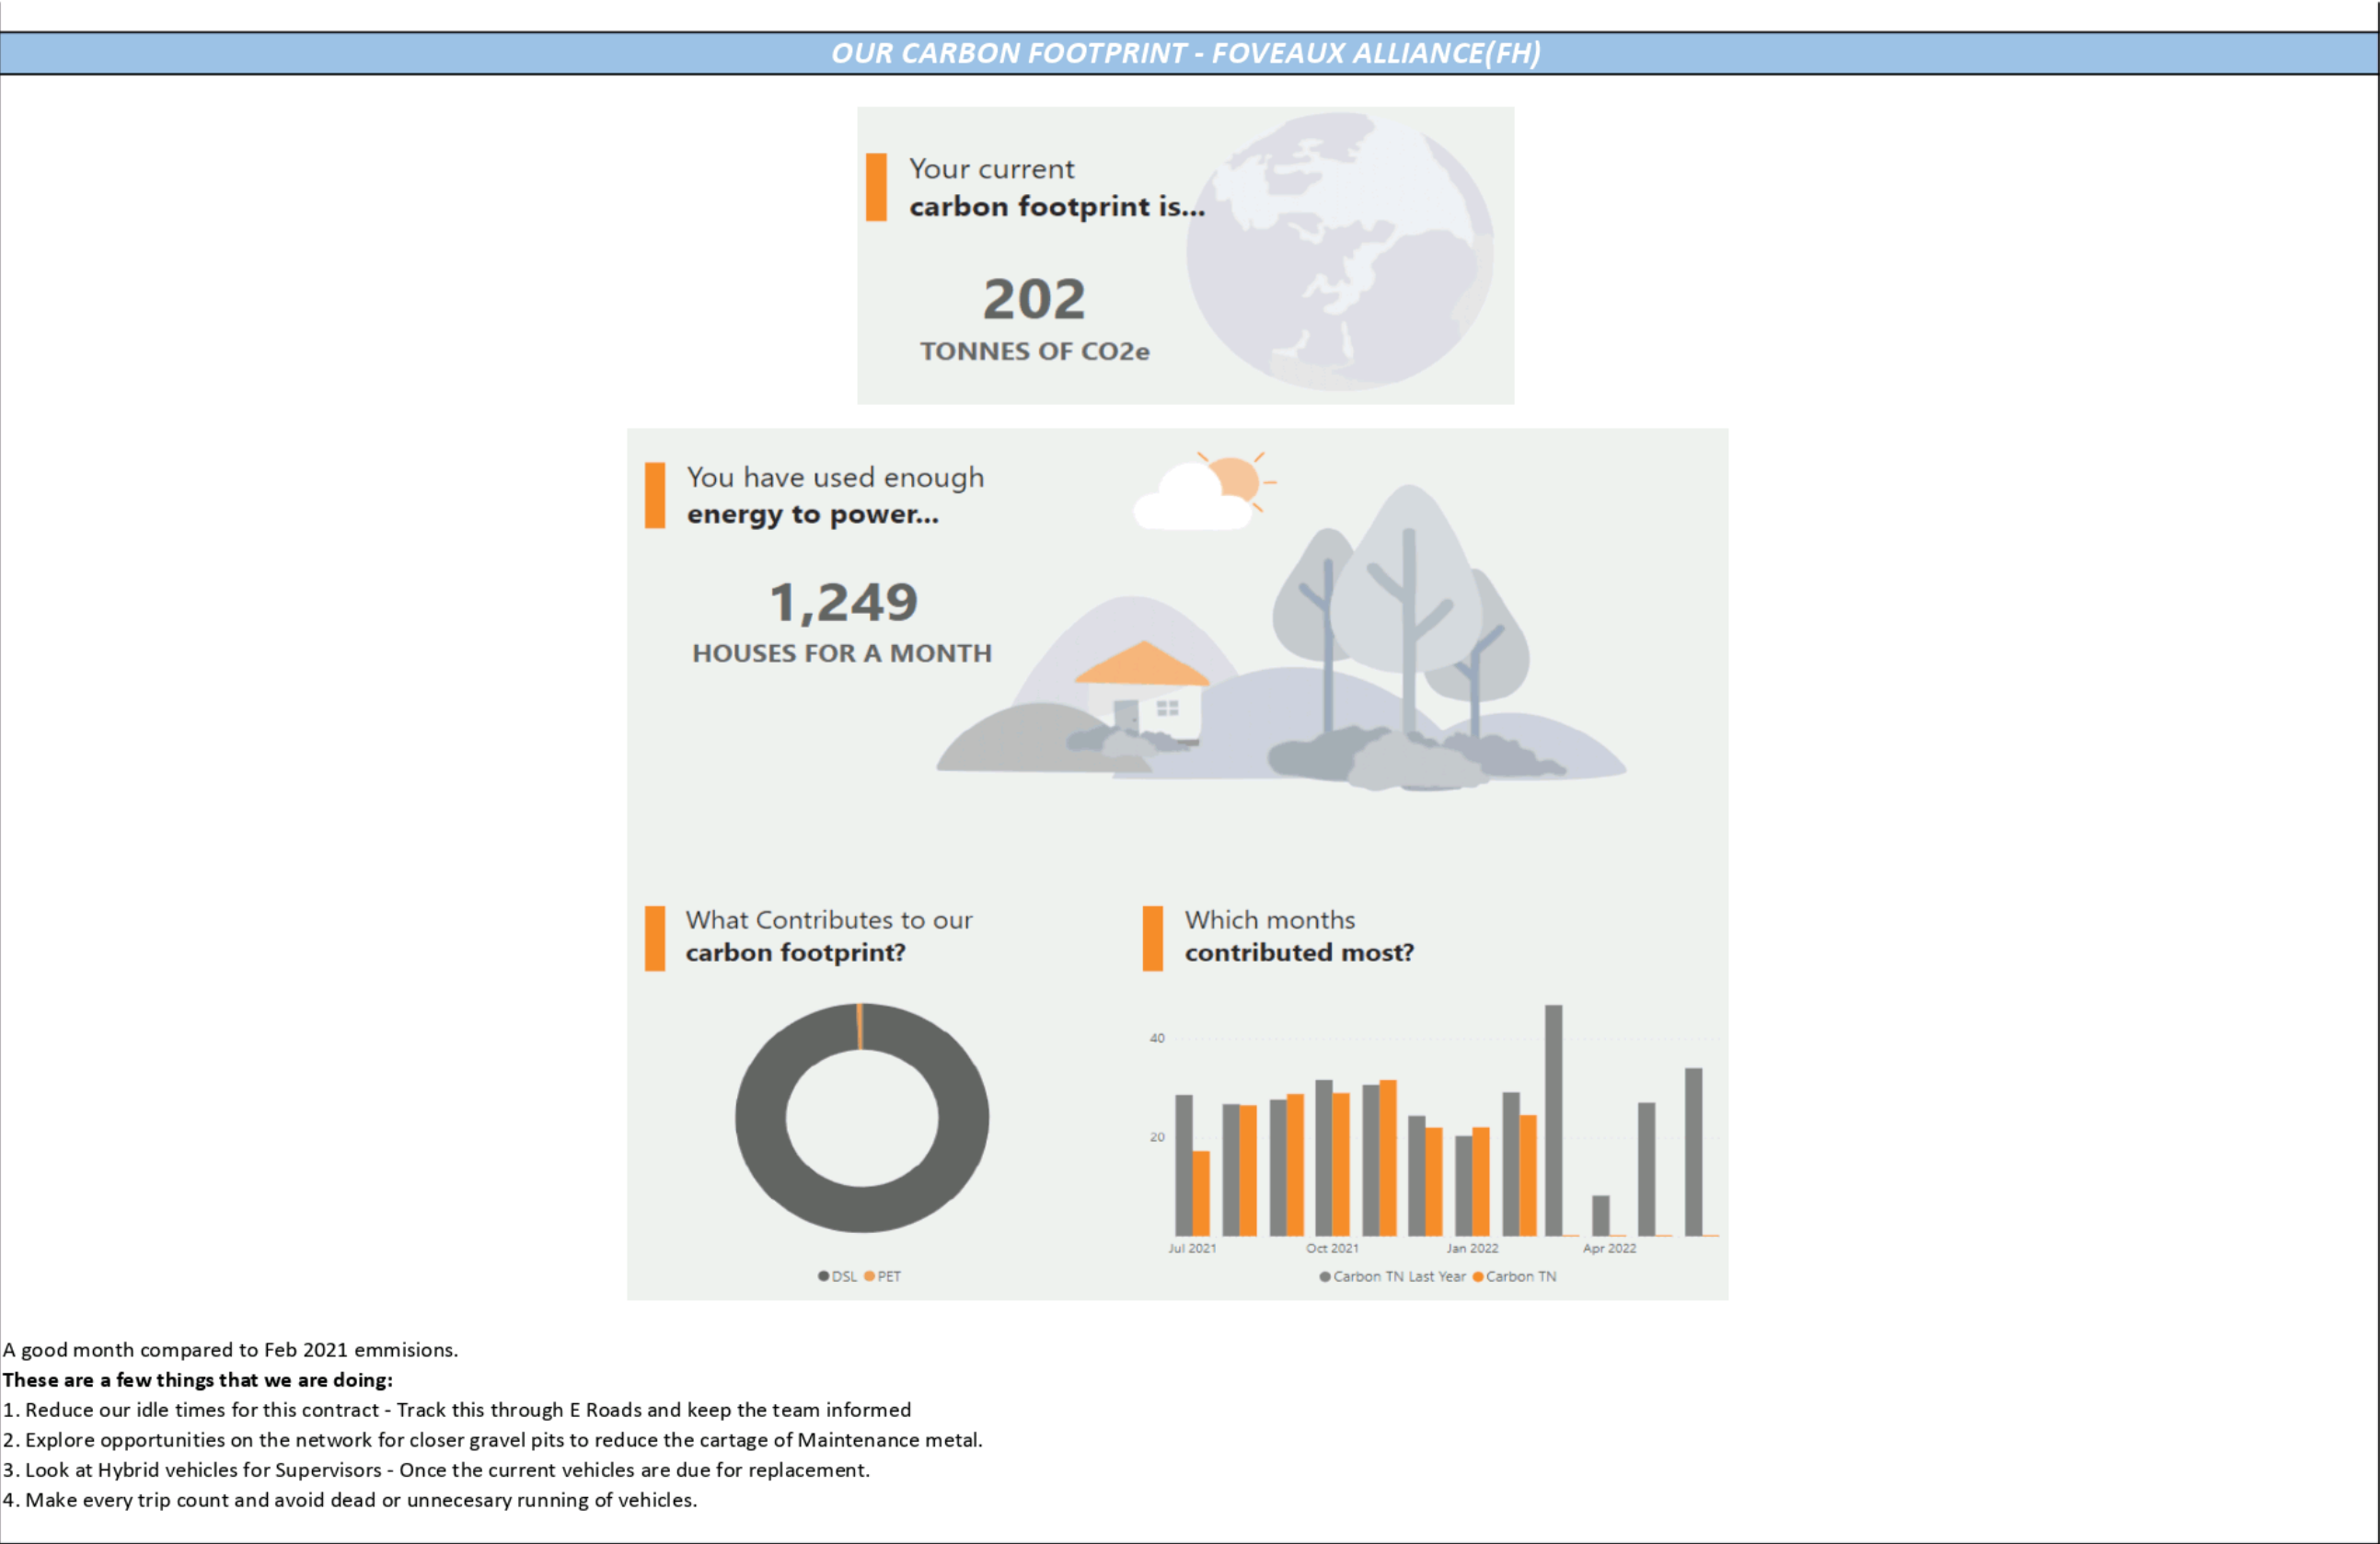 OUR CARBON FOOTPRINT - FOVEAUX ALLIANCE(FH)
Your current
carbon footprint is...
202
TONNES OF CO2e
You have used enough
energy to power...
1,249
HOUSES FOR A MONTH
What Contributes to our
carbon footprint?
DSL PET
Which months
contributed most?
40
20
Jul 2021 Oct 2021 Jan 2022 Apr 2022
Carbon TN Last Year Carbon TN
A good month compared to Feb 2021 emmisions.
These are a few things that we are doing:
1. Reduce our idle times for this contract - Track this through E Roads and keep the team informed
2. Explore opportunities on the network for closer gravel pits to reduce the cartage of Maintenance metal.
3. Look at Hybrid vehicles for Supervisors - Once the current vehicles are due for replacement.
4. Make every trip count and avoid dead or unnecesary running of vehicles.